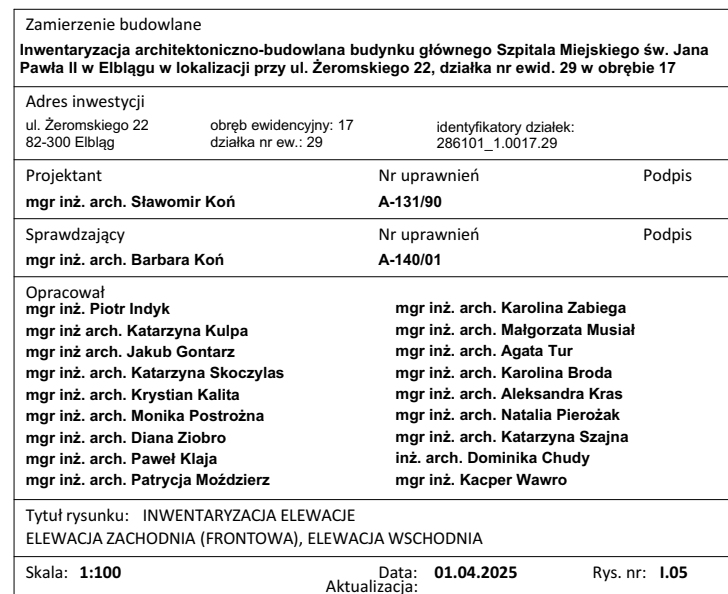 Zamierzenie budowlane
Inwentaryzacja architektoniczno-budowlana budynku głównego Szpitala Miejskiego św. Jana
Pawła II w Elblągu w lokalizacji przy ul. Żeromskiego 22, działka nr ewid. 29 w obrębie 17
Adres inwestycji
ul. Żeromskiego 22 obręb ewidencyjny: 17 identyfikatory działek:
82-300 Elbląg działka nr ew.: 29 286101_1.0017.29
Projektant Nr uprawnień Podpis
mgr inż. arch. Sławomir Koń A-131/90
Sprawdzający Nr uprawnień Podpis
mgr inż. arch. Barbara Koń A-140/01
Opracował
mgr inż. Piotr Indyk mgr inż. arch. Karolina Zabiega
mgr inż arch. Katarzyna Kulpa mgr inż. arch. Małgorzata Musiał
mgr inż arch. Jakub Gontarz mgr inż. arch. Agata Tur
mgr inż. arch. Katarzyna Skoczylas mgr inż. arch. Karolina Broda
mgr inż. arch. Krystian Kalita mgr inż. arch. Aleksandra Kras
mgr inż. arch. Monika Postrożna mgr inż. arch. Natalia Pierożak
mgr inż. arch. Diana Ziobro mgr inż. arch. Katarzyna Szajna
mgr inż. arch. Paweł Klaja inż. arch. Dominika Chudy
mgr inż. arch. Patrycja Moździerz mgr inż. Kacper Wawro
Tytuł rysunku: INWENTARYZACJA ELEWACJE
ELEWACJA ZACHODNIA (FRONTOWA), ELEWACJA WSCHODNIA
Skala: 1:100 Data: 01.04.2025 Rys. nr: I.05
Aktualizacja: